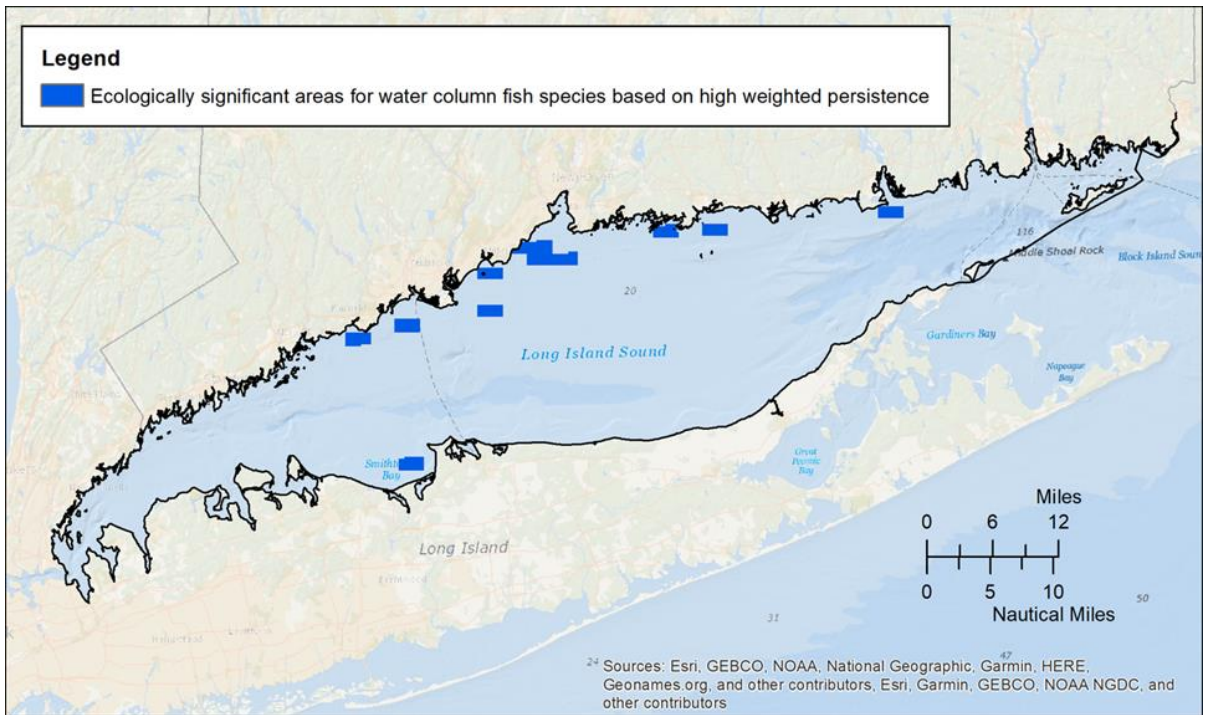 Legend
Ecologically significant areas for water column fish species based on high weighted persistence
116
Middle Shoal Rock
Block Island Soun
20
Long Island Sound
Gardiners Bay
Napeague
Bay
Great
Peconic
Bay
Bay
Long Island
Miles
0 6 12
0 5 10
Nautical Miles
50
31
47
24
Sources: Esri, GEBCO, NOAA, National Geographic, Garmin, HERE,
Geonames.org, and other contributors, Esri, Garmin, GEBCO, NOAA NGDC, and
other contributors